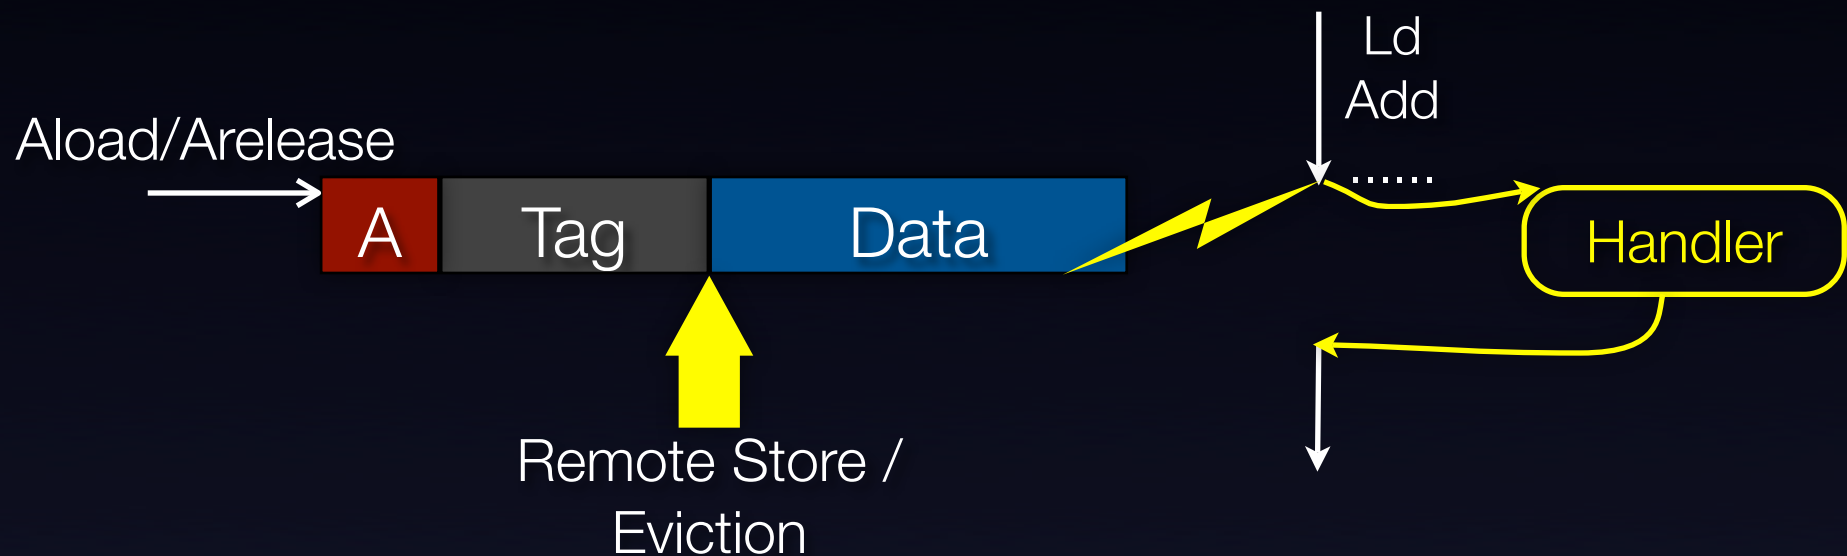 Ld
Add
Aload/Arelease
......
A
Tag
Data
Handler
Remote Store /
Eviction